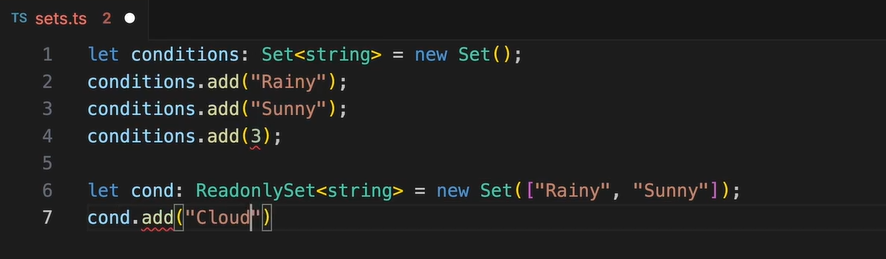 TS sets.ts 2
1 let conditions: Set<string> = new Set();
2 conditions.add("Rainy");
3 conditions.add("Sunny");
4 conditions.add(3);
5
6 let cond: ReadonlySet<string> = new Set(["Rainy", "Sunny"]);
7 cond.add("Cloud")